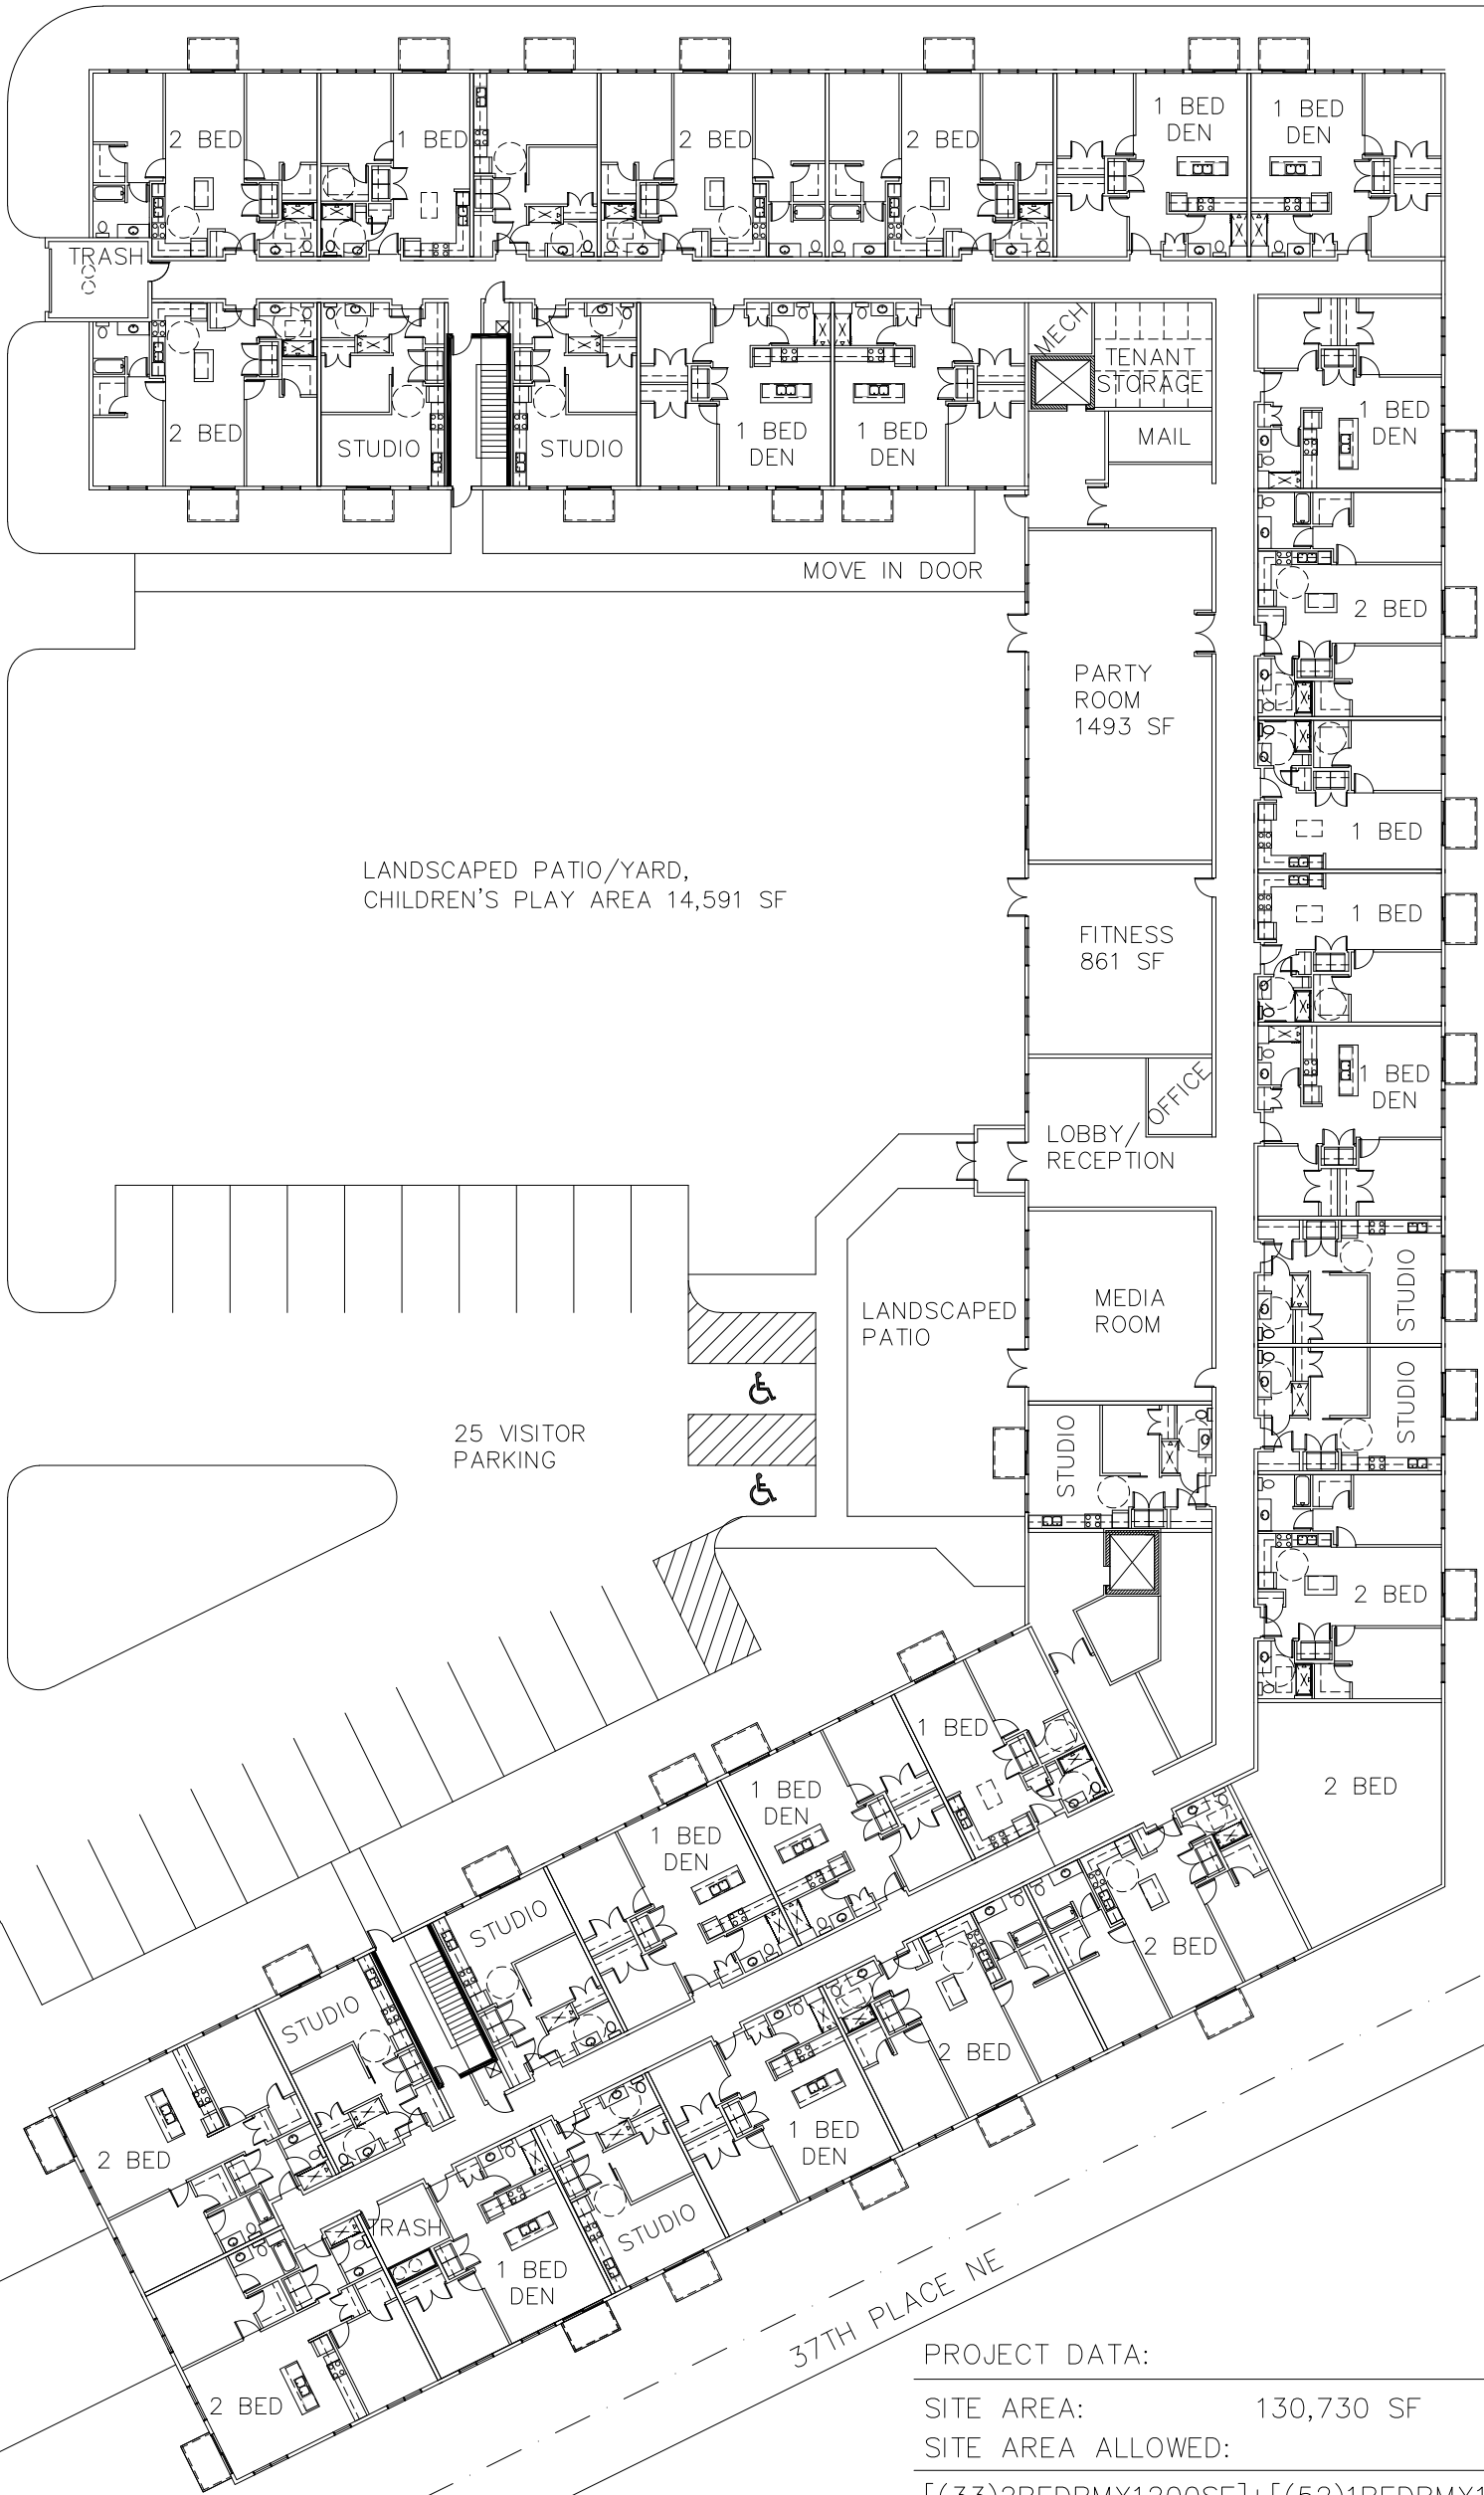 2 BED
1 BED
2 BED
2 BED
1 BED
DEN
1 BED
DEN
TRASH
2 BED
STUDIO
STUDIO
1 BED
DEN
1 BED
DEN
MECH
TENANT
STORAGE
MAIL
1 BED
DEN
MOVE IN DOOR
2 BED
PARTY
ROOM
1493 SF
1 BED
LANDSCAPED PATIO/YARD,
CHILDREN'S PLAY AREA 14,591 SF
1 BED
FITNESS
861 SF
1 BED
DEN
OFFICE
LOBBY/
RECEPTION
STUDIO
LANDSCAPED
PATIO
MEDIA
ROOM
STUDIO
25 VISITOR
PARKING
STUDIO
2 BED
1 BED
2 BED
1 BED
DEN
1 BED
DEN
STUDIO
2 BED
STUDIO
2 BED
1 BED
DEN
2 BED
TRASH
STUDIO
1 BED
DEN
2 BED
37TH PLACE NE
PROJECT DATA:
SITE AREA: 130,730 SF
SITE AREA ALLOWED:
[(33)2BEDRMX1200SF]+[(52)1BEDRMX1